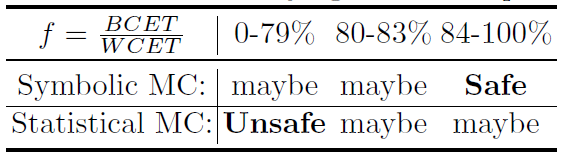 f = BCET/WCET 0-79% 80-83% 84-100%
Symbolic MC: maybe maybe Safe
Statistical MC: Unsafe maybe maybe